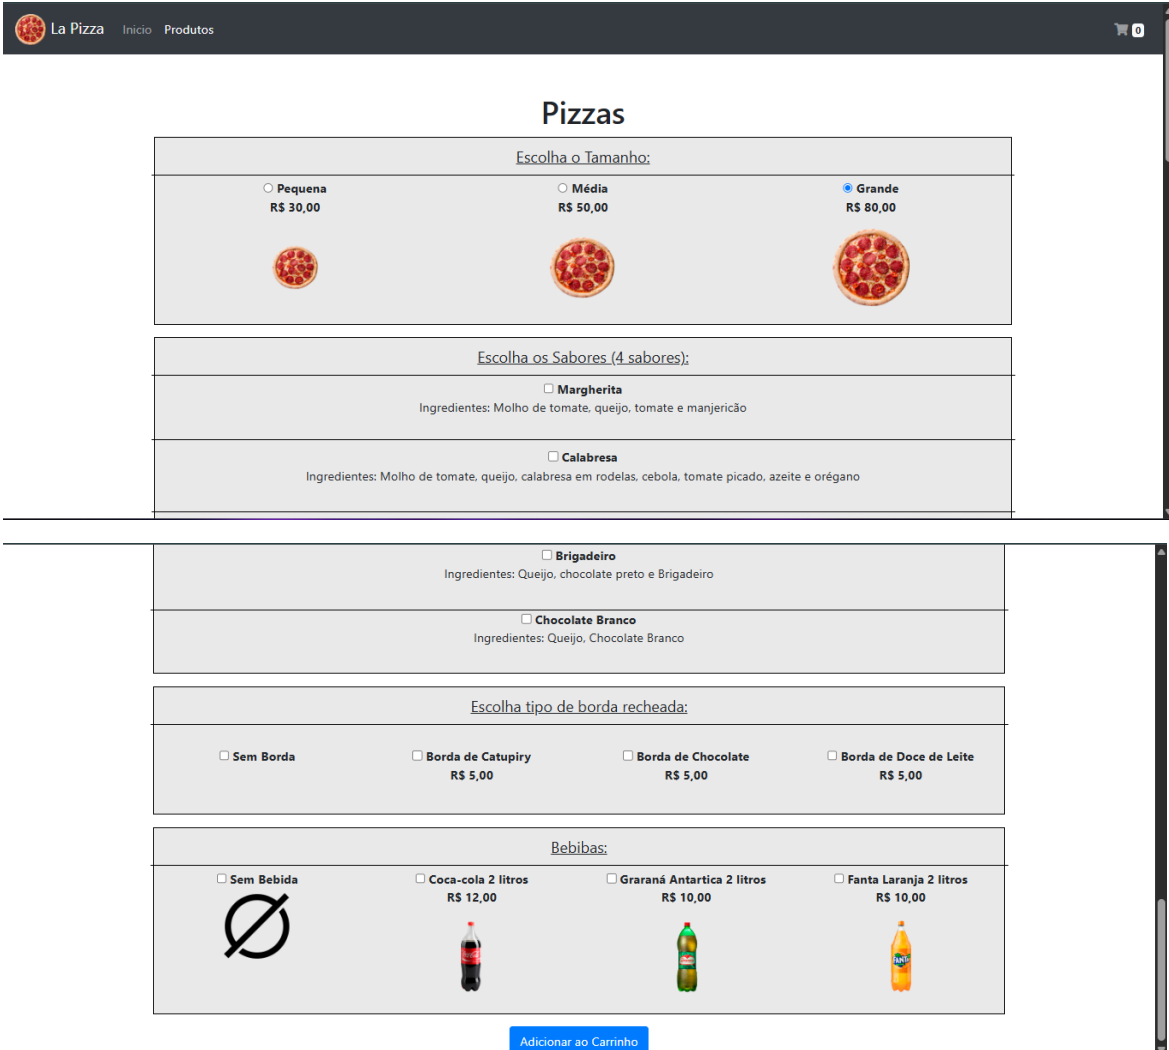 La Pizza Inicio Produtos 0
Pizzas
Escolha o Tamanho:
Pequena Média Grande
R$ 30,00 R$ 50,00 R$ 80,00
Escolha os Sabores (4 sabores):
Margherita
Ingredientes: Molho de tomate, queijo, tomate e manjericão
Calabresa
Ingredientes: Molho de tomate, queijo, calabresa em rodelas, cebola, tomate picado, azeite e orégano
Brigadeiro
Ingredientes: Queijo, chocolate preto e Brigadeiro
Chocolate Branco
Ingredientes: Queijo, Chocolate Branco
Escolha tipo de borda recheada:
Sem Borda Borda de Catupiry Borda de Chocolate Borda de Doce de Leite
R$ 5,00 R$ 5,00 R$ 5,00
Bebibas:
Sem Bebida Coca-cola 2 litros Graraná Antartica 2 litros Fanta Laranja 2 litros
R$ 12,00 R$ 10,00 R$ 10,00
FANTA
Adicionar ao Carrinho